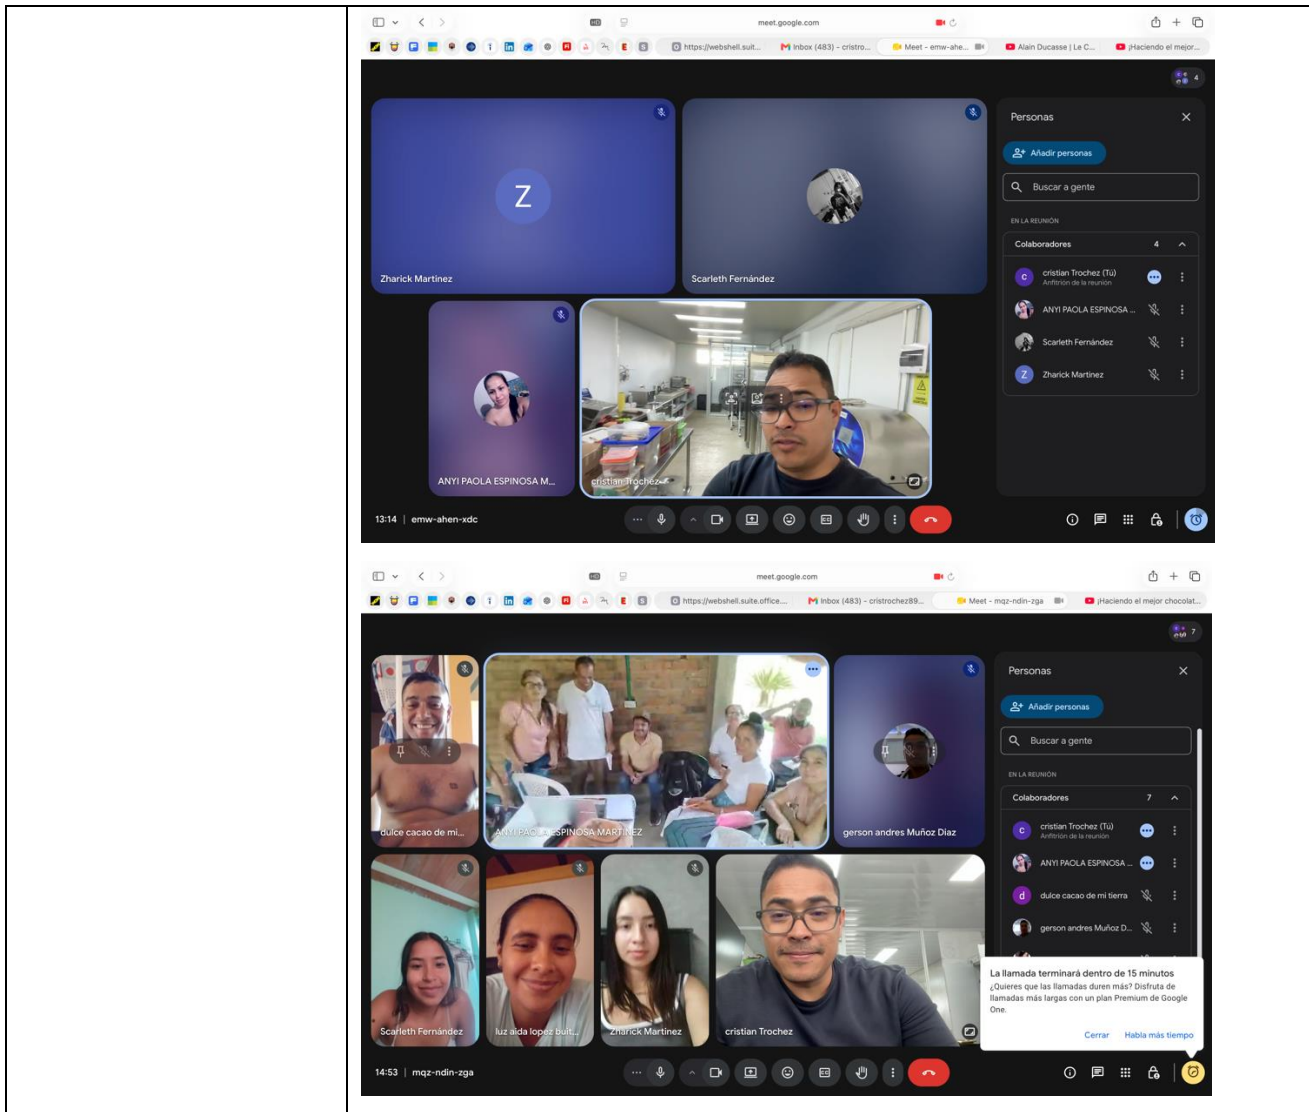 meet.google.com
https://webshell.suit...
Inbox (483) - cristro...
Meet - emw-ahe...
Alain Ducasse | Le C...
¡Haciendo el mejor...
4
Z
Zharick Martinez
Scarleth Fernández
ANYI PAOLA ESPINOSA M...
cristian Trochez
Personas
Añadir personas
Buscar a gente
EN LA REUNIÓN
Colaboradores 4
c cristian Trochez (Tú)
Anfitrión de la reunión
ANYI PAOLA ESPINOSA ...
Scarleth Fernández
Z Zharick Martinez
13:14 | emw-ahen-xdc
meet.google.com
https://webshell.suite.office....
Inbox (483) - cristrochez89...
Meet - mqz-ndin-zga
¡Haciendo el mejor chocolat...
7
dulce cacao de mi...
ANYI PAOLA ESPINOSA MARTINEZ
gerson andres Muñoz Diaz
Scarleth Fernández
luz aida lopez buit...
Zharick Martinez
cristian Trochez
Personas
Añadir personas
Buscar a gente
EN LA REUNIÓN
Colaboradores 7
c cristian Trochez (Tú)
Anfitrión de la reunión
ANYI PAOLA ESPINOSA ...
d dulce cacao de mi tierra
gerson andres Muñoz D...
La llamada terminará dentro de 15 minutos
¿Quieres que las llamadas duren más? Disfruta de
llamadas más largas con un plan Premium de Google
One.
Cerrar Habla más tiempo
14:53 | mqz-ndin-zga